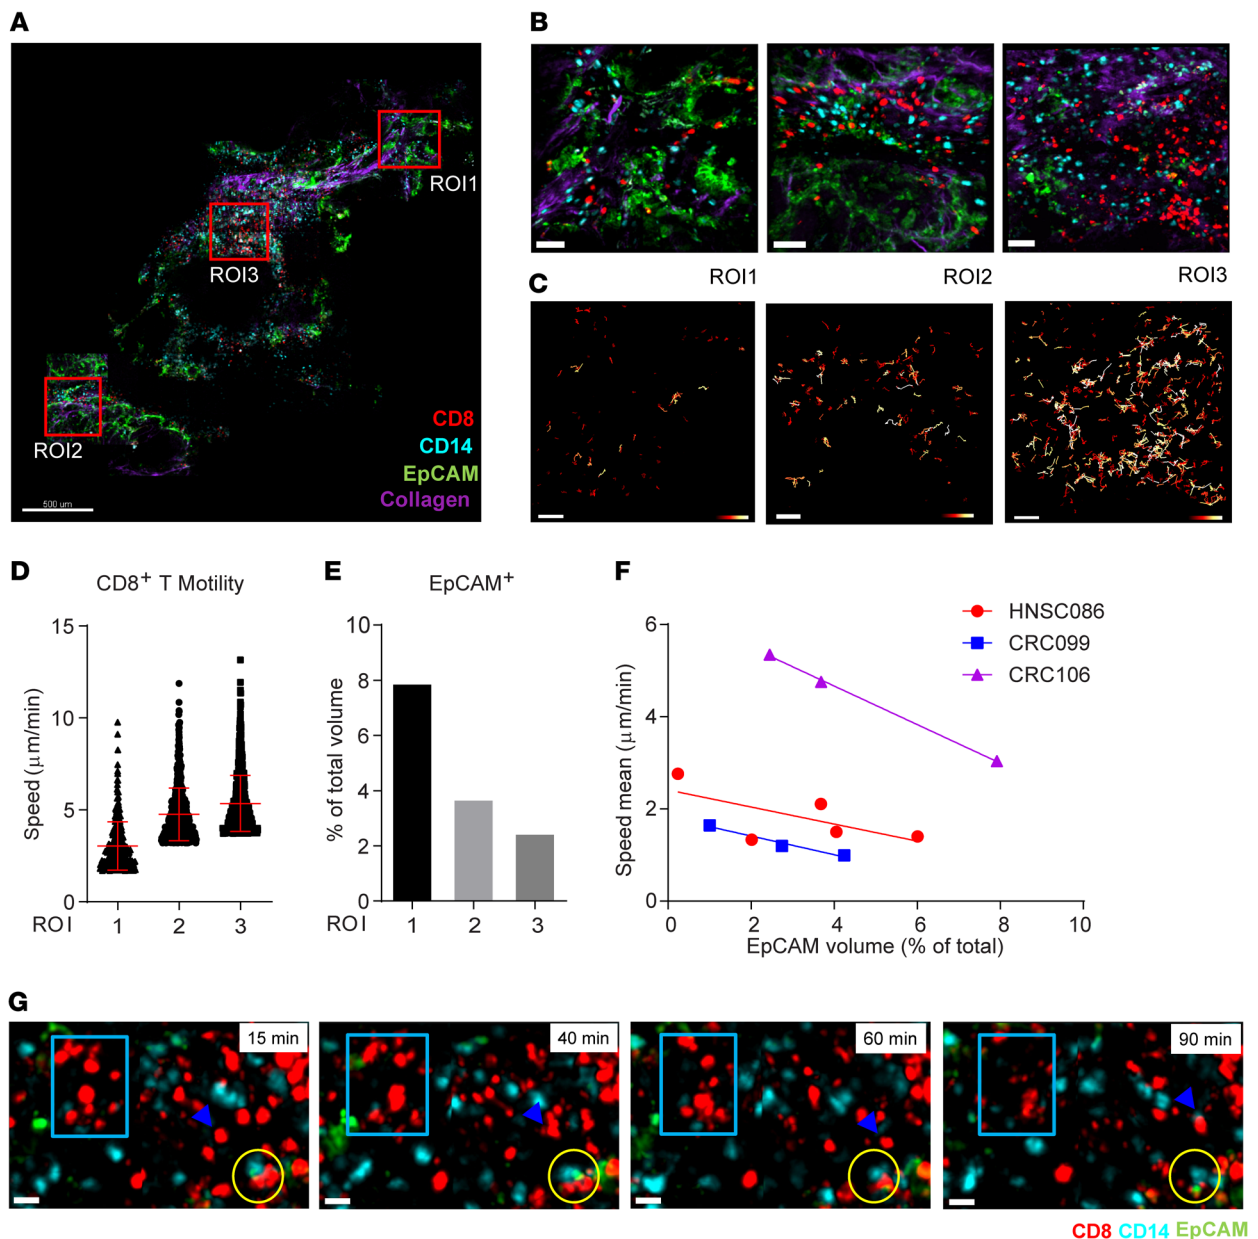 A
ROI1
ROI3
ROI2
CD8
CD14
EpCAM
Collagen
500 um
B
ROI1
ROI2
ROI3
C
D
CD8+ T Motility
Speed (μm/min)
15
10
5
0
ROI
1
2
3
E
EpCAM+
% of total volume
10
8
6
4
2
0
ROI
1
2
3
F
HNSC086
CRC099
CRC106
Speed mean (μm/min)
6
4
2
0
0
2
4
6
8
10
EpCAM volume (% of total)
G
15 min
40 min
60 min
90 min
CD8 CD14 EpCAM